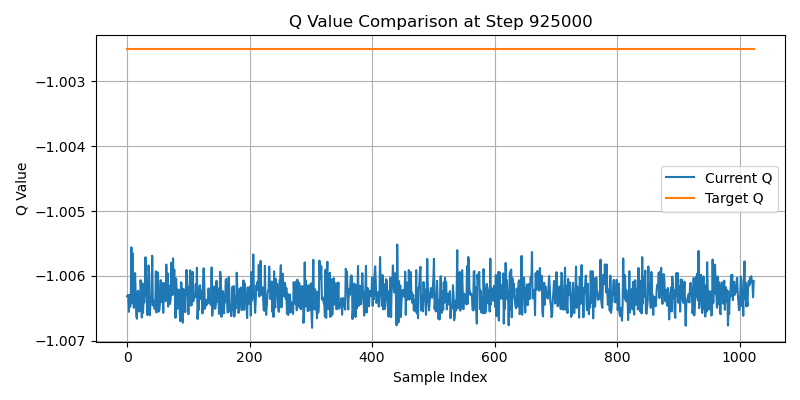 Q Value Comparison at Step 925000
−1.003
−1.004
−1.005
−1.006
−1.007
Q Value
Current Q
Target Q
0
200
400
600
800
1000
Sample Index